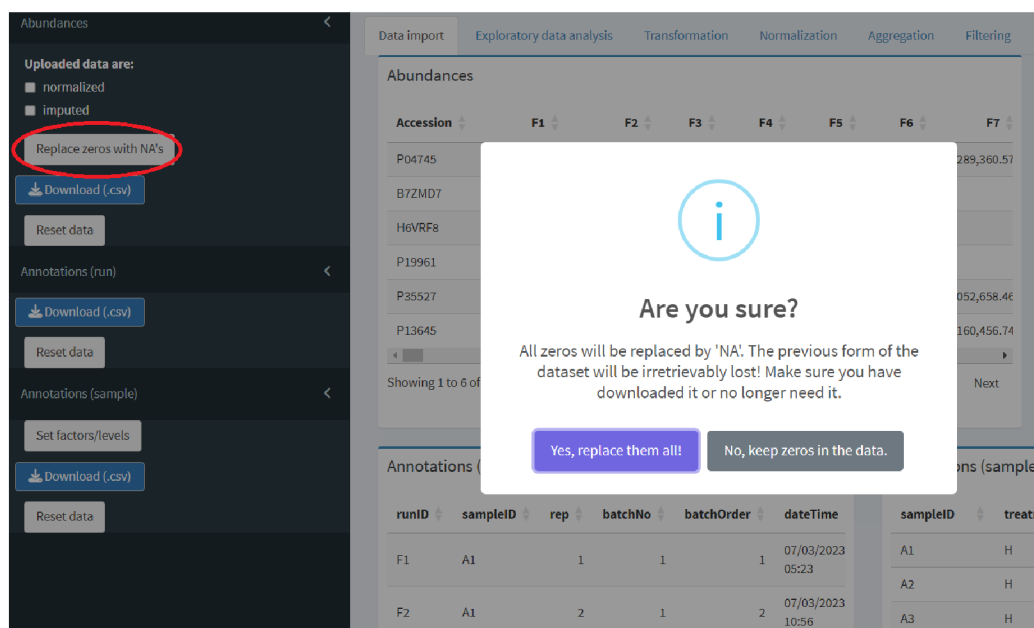 Abundances
Uploaded data are:
normalized
imputed
Replace zeros with NA's
Download (.csv)
Reset data
Annotations (run)
Download (.csv)
Reset data
Annotations (sample)
Set factors/levels
Download (.csv)
Reset data
Data import Exploratory data analysis Transformation Normalization Aggregation Filtering
Abundances
Accession F1 F2 F3 F4 F5 F6 F7
P04745 289,360.57
B7ZMD7
H6VRF8
P19961
P35527 052,658.46
P13645 160,456.74
Showing 1 to 6 of Next
Are you sure?
All zeros will be replaced by 'NA'. The previous form of the
dataset will be irretrievably lost! Make sure you have
downloaded it or no longer need it.
Yes, replace them all! No, keep zeros in the data.
Annotations (
runID sampleID rep batchNo batchOrder dateTime
F1 A1 1 1 1 07/03/2023
05:23
F2 A1 2 1 2 07/03/2023
10:56
ons (sample
sampleID treat
A1 H
A2 H
A3 H